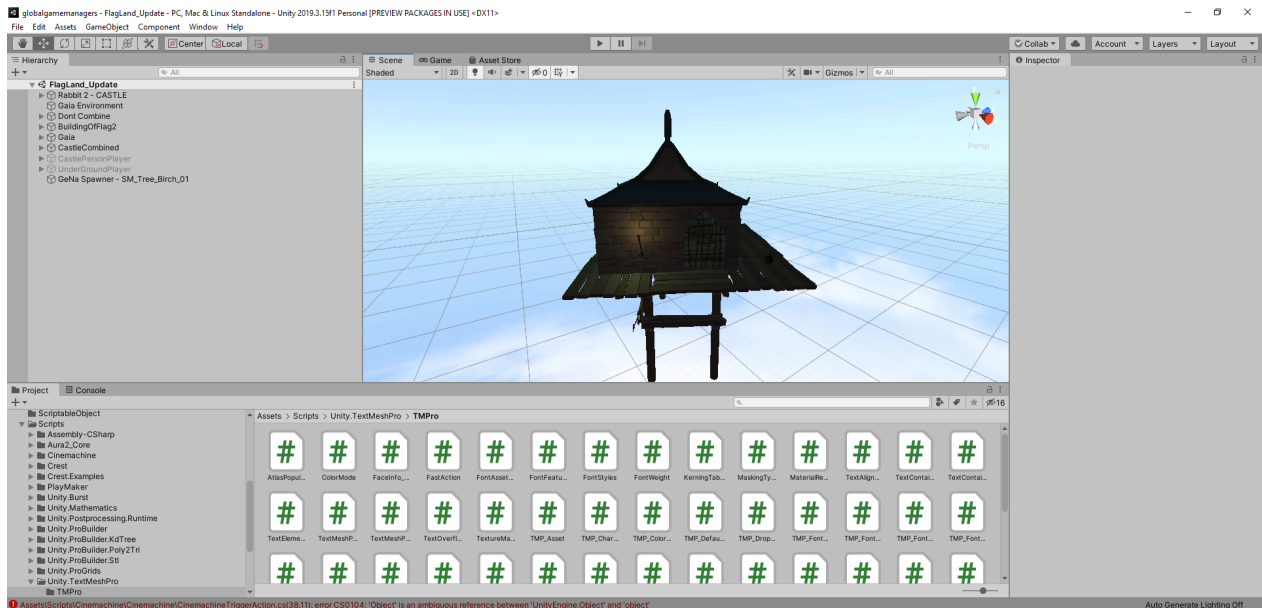 globalgamemanagers - FlagLand_Update - PC, Mac & Linux Standalone - Unity 2019.3.15f1 Personal [PREVIEW PACKAGES IN USE] <DX11>
File Edit Assets GameObject Component Window Help
Center Local Collab Account Layers Layout
Hierarchy Scene Game Asset Store Inspector
All Shaded 2D 0 Gizmos All
FlagLand_Update
Rabbit 2 - CASTLE
Gaia Environment
Dont Combine
BuildingOfFlag2
Gaia
CastleCombined
CastlePersonPlayer
UnderGroundPlayer
GeNa Spawner - SM_Tree_Birch_01
Persp
Project Console
16
Assets > Scripts > Unity.TextMeshPro > TMPro
ScriptableObject
Scripts
Assembly-CSharp
Aura2_Core
Cinemachine
Crest
Crest.Examples
PlayMaker
Unity.Burst
Unity.Mathematics
Unity.Postprocessing.Runtime
Unity.ProBuilder
Unity.ProBuilder.KdTree
Unity.ProBuilder.Poly2Tri
Unity.ProBuilder.Stl
Unity.ProGrids
Unity.TextMeshPro
TMPro
AtlasPopul... ColorMode FaceInfo_... FastAction FontAsset... FontFeatu... FontStyles FontWeight KerningTab... MaskingTy... MaterialRe... TextAlign... TextContai... TextContai...
TextEleme... TextMeshP... TextMeshP... TextOverfl... TextureMa... TMP_Asset TMP_Char... TMP_Color... TMP_Defau... TMP_Drop... TMP_Font... TMP_Font... TMP_Font... TMP_Font...
Assets\Scripts\Cinemachine\Cinemachine\CinemachineTriggerAction.cs(38,11): error CS0104: 'Object' is an ambiguous reference between 'UnityEngine.Object' and 'object'
Auto Generate Lighting Off